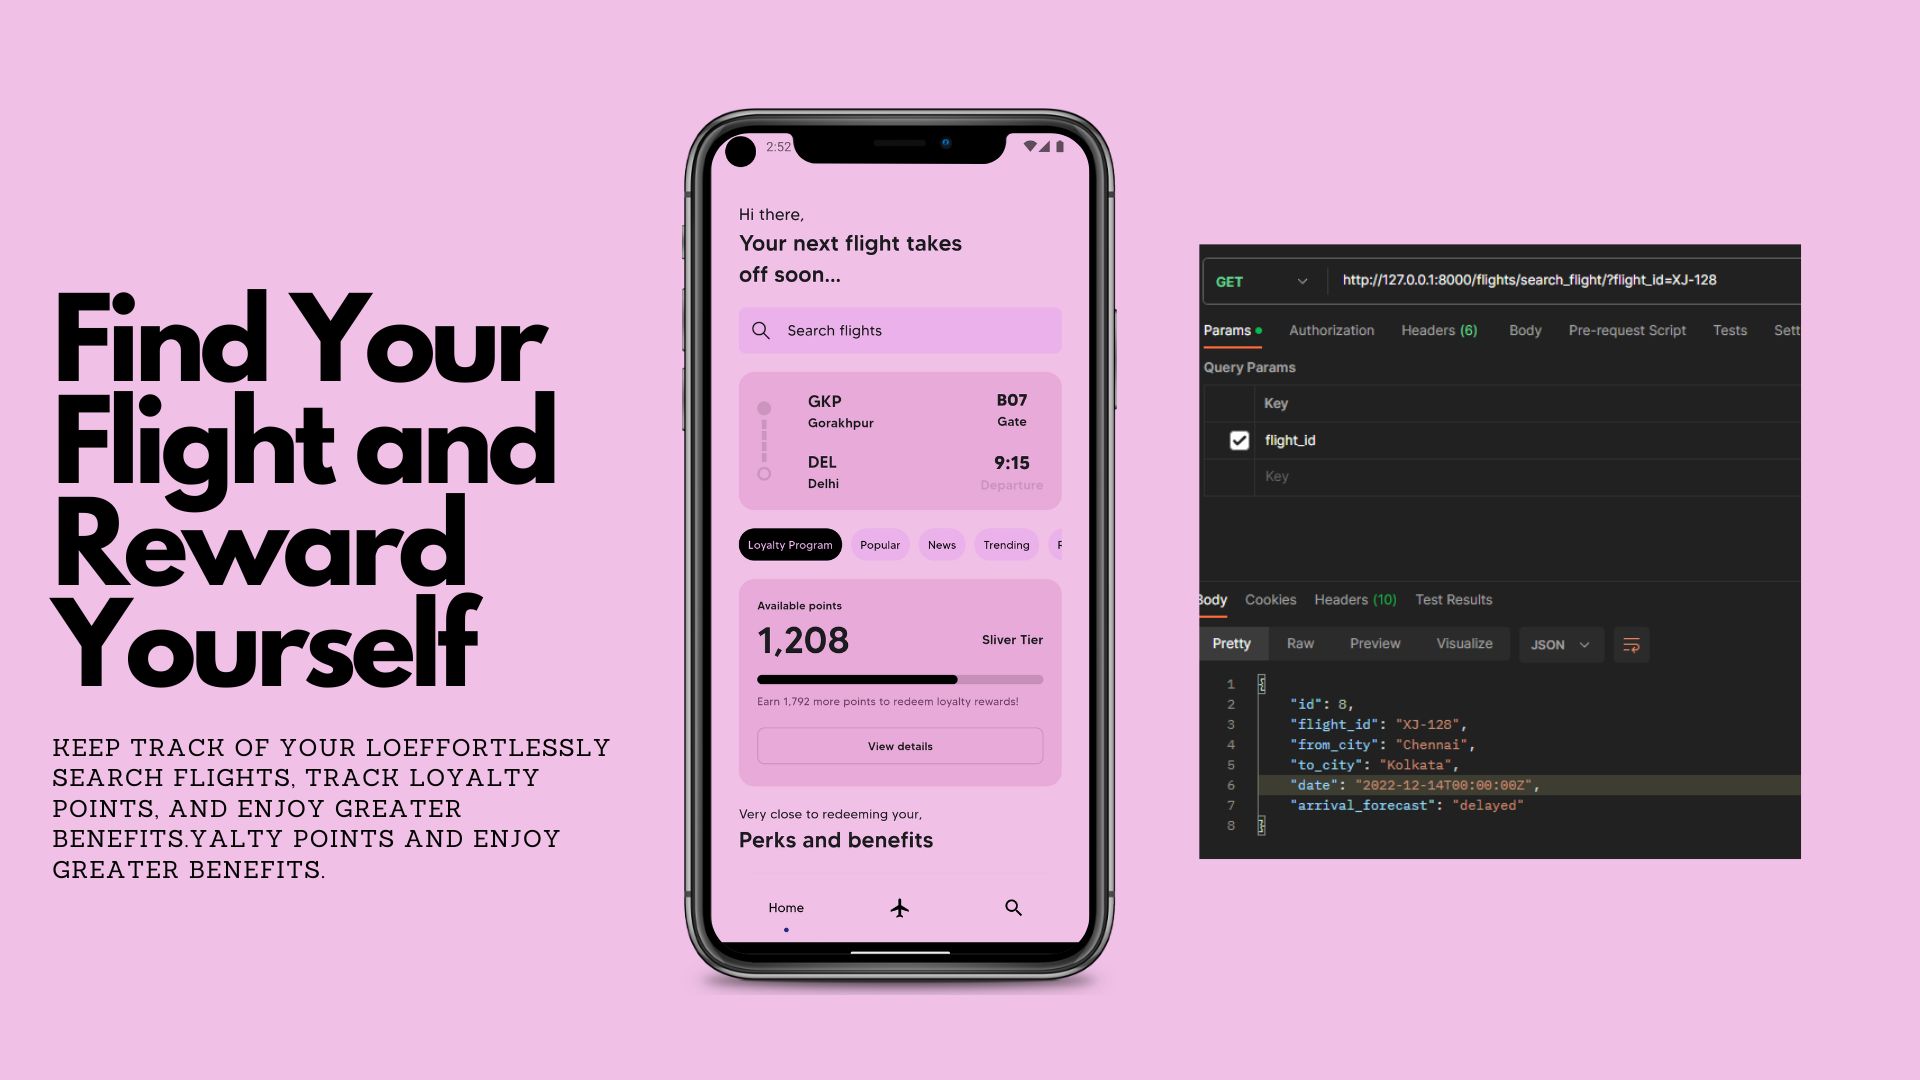 Find Your
Flight and
Reward
Yourself
KEEP TRACK OF YOUR LOEFFORTLESSLY
SEARCH FLIGHTS, TRACK LOYALTY
POINTS, AND ENJOY GREATER
BENEFITS.YALTY POINTS AND ENJOY
GREATER BENEFITS.
2:52
Hi there,
Your next flight takes
off soon...
Search flights
GKP
Gorakhpur
B07
Gate
DEL
Delhi
9:15
Departure
Loyalty Program Popular News Trending
Available points
1,208
Sliver Tier
Earn 1,792 more points to redeem loyalty rewards!
View details
Very close to redeeming your,
Perks and benefits
Home
GET http://127.0.0.1:8000/flights/search_flight/?flight_id=XJ-128
Params Authorization Headers (6) Body Pre-request Script Tests Sett
Query Params
Key
flight_id
Key
Body Cookies Headers (10) Test Results
Pretty Raw Preview Visualize JSON
1 {
2 "id": 8,
3 "flight_id": "XJ-128",
4 "from_city": "Chennai",
5 "to_city": "Kolkata",
6 "date": "2022-12-14T00:00:00Z",
7 "arrival_forecast": "delayed"
8 }